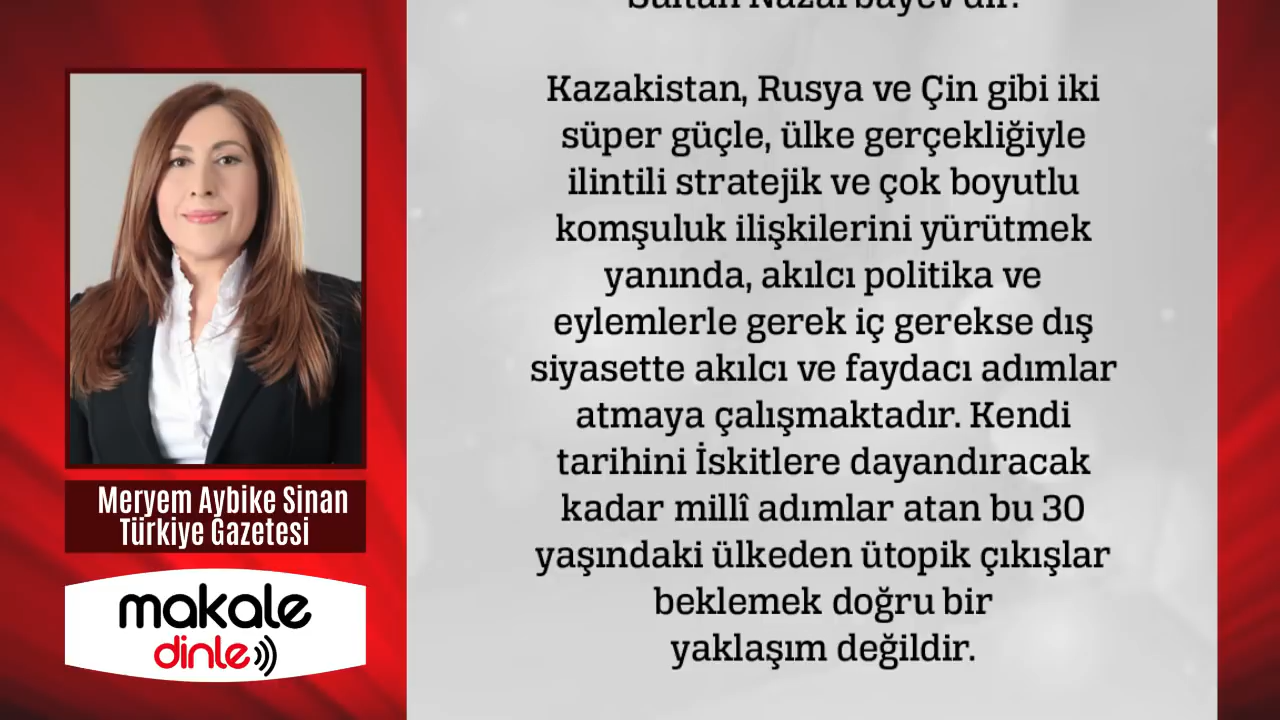 Sultan Nazarbayev'dir.
Kazakistan, Rusya ve Çin gibi iki
süper güçle, ülke gerçekliğiyle
ilintili stratejik ve çok boyutlu
komşuluk ilişkilerini yürütmek
yanında, akılcı politika ve
eylemlerle gerek iç gerekse dış
siyasette akılcı ve faydacı adımlar
atmaya çalışmaktadır. Kendi
tarihini İskitlere dayandıracak
kadar millî adımlar atan bu 30
yaşındaki ülkeden ütopik çıkışlar
beklemek doğru bir
yaklaşım değildir.
Meryem Aybike Sinan
Türkiye Gazetesi
makale
dinle